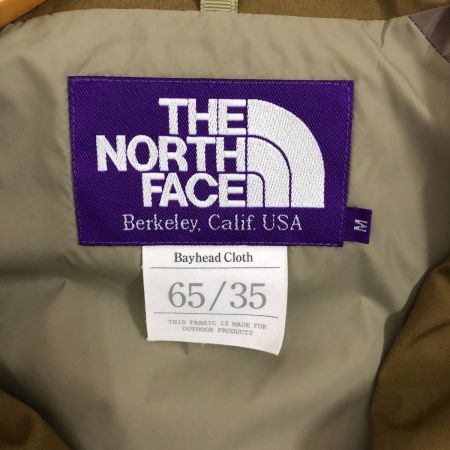 THE
NORTH
FACE
Berkeley, Calif. USA
M
Bayhead Cloth
65/35
THIS FABRIC IS MADE FOR
OUTDOOR PRODUCTS